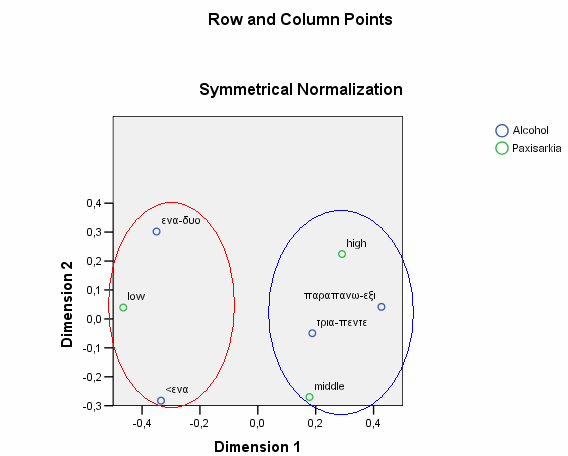 Row and Column Points
Symmetrical Normalization
Alcohol
Paxisarkia
0,4
0,3
0,2
0,1
0,0
-0,1
-0,2
-0,3
Dimension 2
ενα-δυο
high
low
παραπανω-εξι
τρια-πεντε
<ενα
middle
-0,4
-0,2
0,0
0,2
0,4
Dimension 1